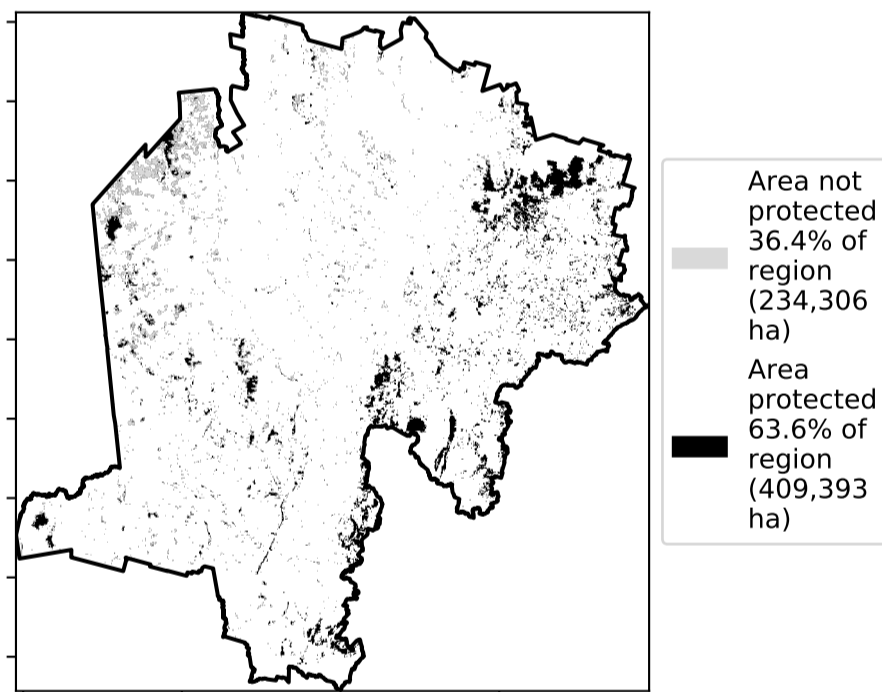 Area not
protected
36.4% of
region
(234,306
ha)
Area
protected
63.6% of
region
(409,393
ha)